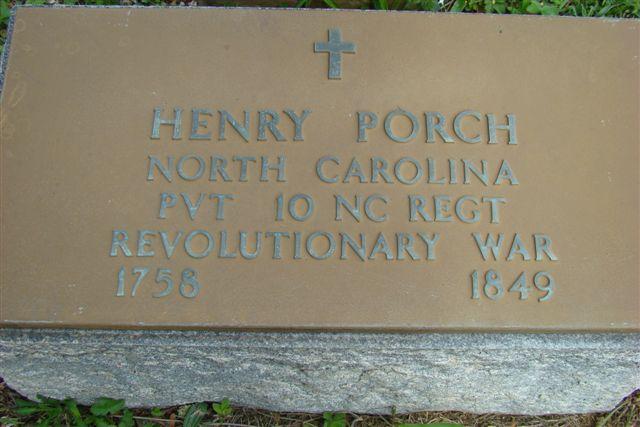 HENRY PORCH
NORTH CAROLINA
PVT 10 NC REGT
REVOLUTIONARY WAR
1758 1849